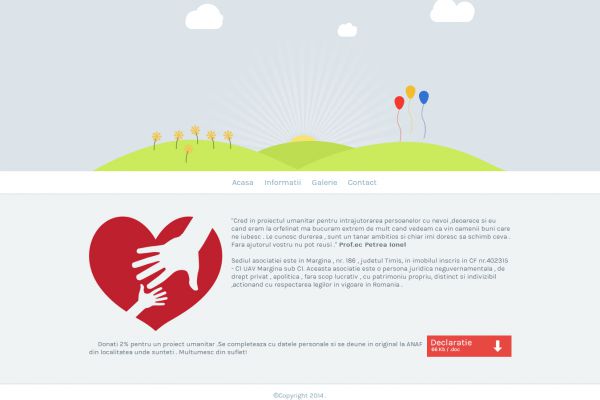 Acasa Informatii Galerie Contact
"Cred in proiectul umanitar pentru intrajutorarea persoanelor cu nevoi ,deoarece si eu
cand eram la orfelinat ma bucuram extrem de mult cand vedeam ca vin oamenii buni care
ne iubesc . Le cunosc durerea , sunt un tanar ambitios si chiar imi doresc sa schimb ceva .
Fara ajutorul vostru nu pot reusi ." Prof.ec Petrea Ionel
Sediul asociatiei este in Margina , nr. 186 , judetul Timis, in imobilul inscris in CF nr.402315
- C1 UAV Margina sub C1. Aceasta asociatie este o persona juridica neguvernamentala , de
drept privat , apolitica , fara scop lucrativ , cu patrimoniu propriu, distinct si indivizibil
,actionand cu respectarea legilor in vigoare in Romania .
Donati 2% pentru un proiect umanitar .Se completeaza cu datele personale si se deune in original la ANAF
din localitatea unde sunteti . Multumesc din suflet!
Declaratie
66 Kb / .doc
©Copyright 2014